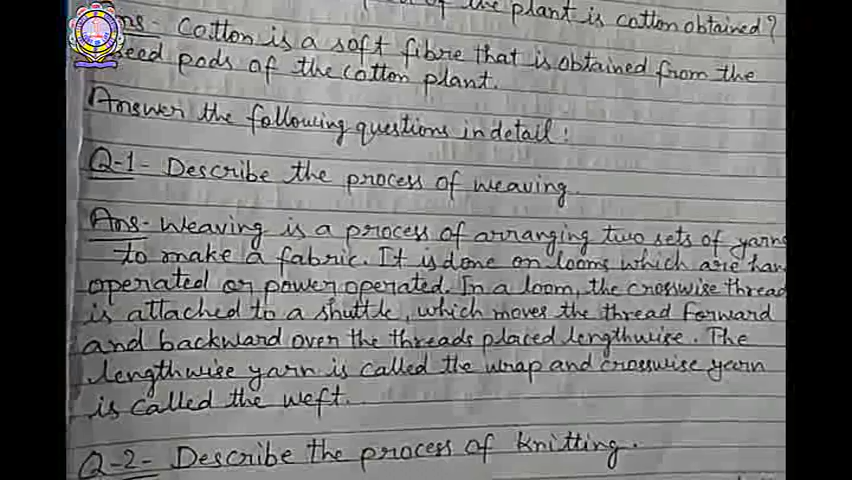 of the plant is cotton obtained?
Ans - Cotton is a soft fibre that is obtained from the
seed pods of the cotton plant.
Answer the following questions in detail:
Q-1- Describe the process of weaving.
Ans- Weaving is a process of arranging two sets of yarns
to make a fabric. It is done on looms which are han
operated or power operated. In a loom, the crosswise thread
is attached to a shuttle, which moves the thread forward
and backward over the threads placed lengthwise. The
lengthwise yarn is called the wrap and crosswise yarn
is called the weft.
Q-2- Describe the process of knitting.